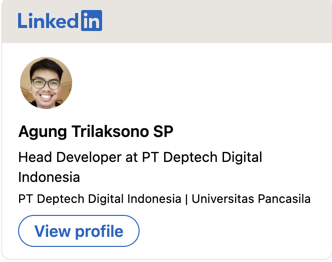 LinkedIn
Agung Trilaksono SP
Head Developer at PT Deptech Digital
Indonesia
PT Deptech Digital Indonesia | Universitas Pancasila
View profile